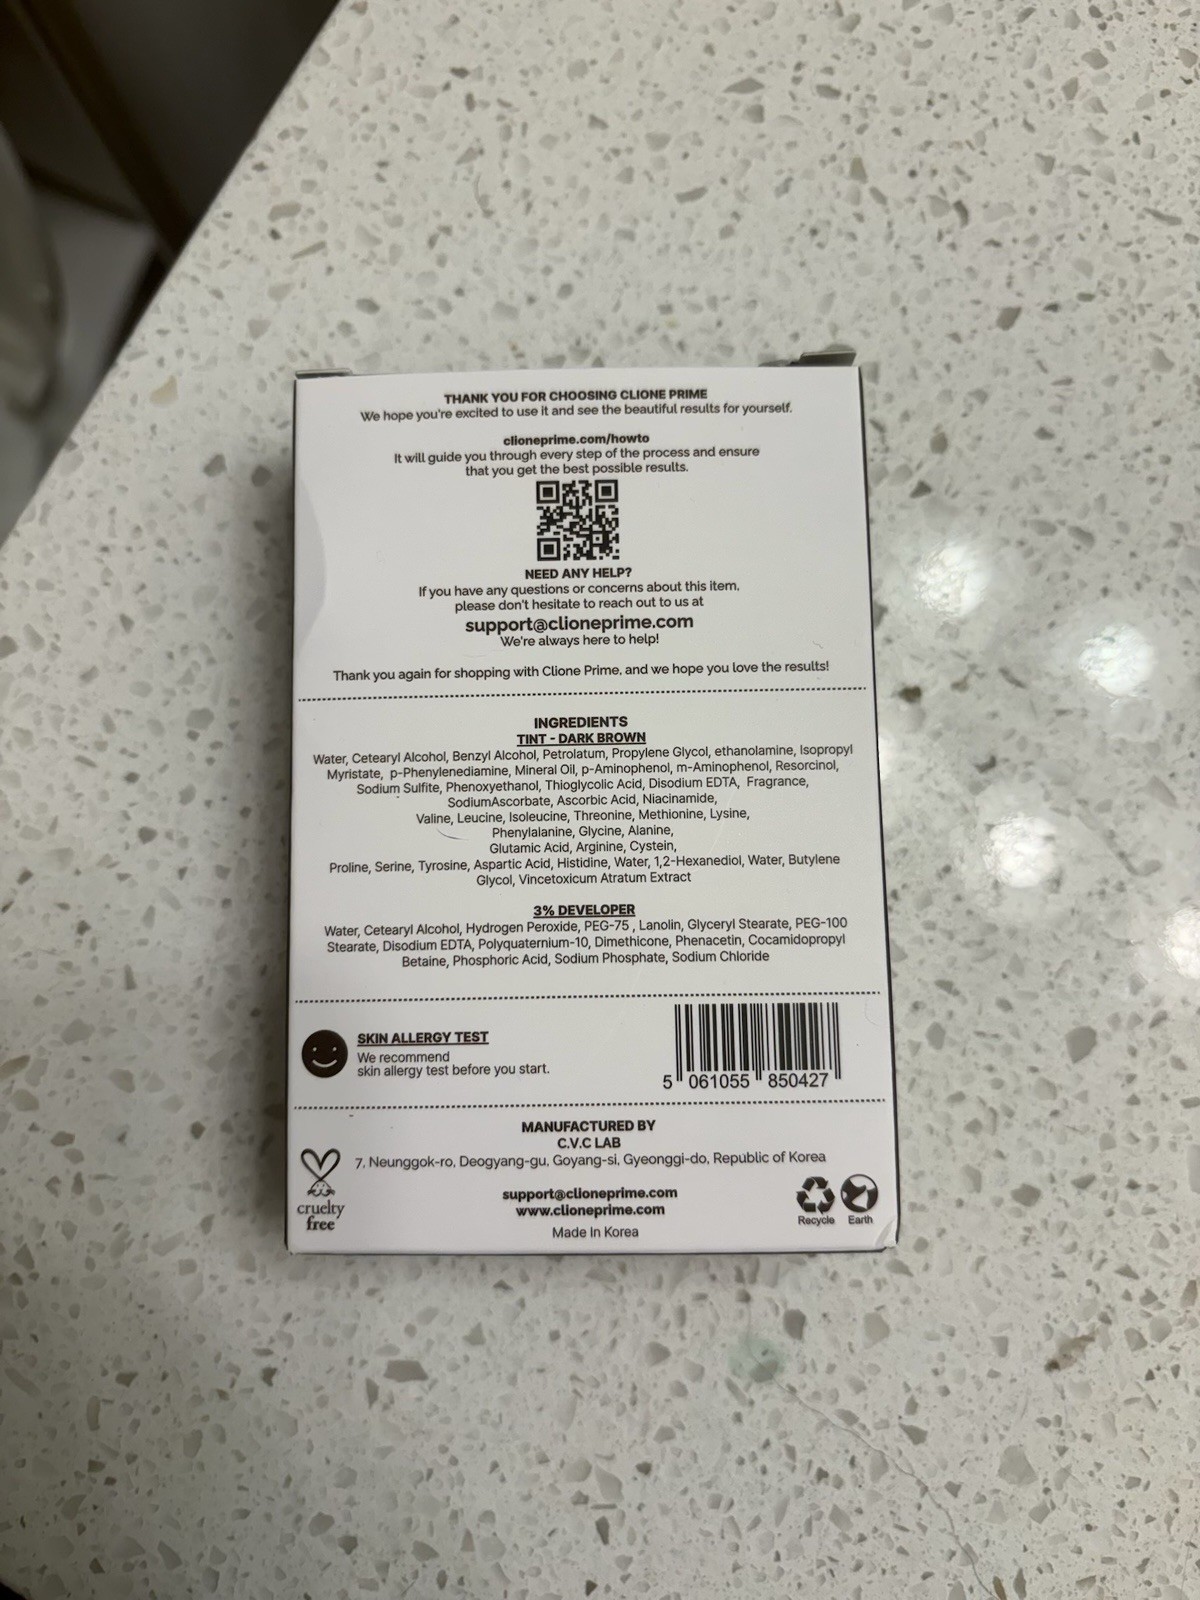 THANK YOU FOR CHOOSING CLIONE PRIME
We hope you're excited to use it and see the beautiful results for yourself.
clioneprime.com/howto
It will guide you through every step of the process and ensure
that you get the best possible results.
NEED ANY HELP?
If you have any questions or concerns about this item,
please don't hesitate to reach out to us at
support@clioneprime.com
We're always here to help!
Thank you again for shopping with Clione Prime, and we hope you love the results!
INGREDIENTS
TINT - DARK BROWN
Water, Cetearyl Alcohol, Benzyl Alcohol, Petrolatum, Propylene Glycol, ethanolamine, Isopropyl
Myristate, p-Phenylenediamine, Mineral Oil, p-Aminophenol, m-Aminophenol, Resorcinol,
Sodium Sulfite, Phenoxyethanol, Thioglycolic Acid, Disodium EDTA, Fragrance,
SodiumAscorbate, Ascorbic Acid, Niacinamide,
Valine, Leucine, Isoleucine, Threonine, Methionine, Lysine,
Phenylalanine, Glycine, Alanine,
Glutamic Acid, Arginine, Cystein,
Proline, Serine, Tyrosine, Aspartic Acid, Histidine, Water, 1,2-Hexanediol, Water, Butylene
Glycol, Vincetoxicum Atratum Extract
3% DEVELOPER
Water, Cetearyl Alcohol, Hydrogen Peroxide, PEG-75 , Lanolin, Glyceryl Stearate, PEG-100
Stearate, Disodium EDTA, Polyquaternium-10, Dimethicone, Phenacetin, Cocamidopropyl
Betaine, Phosphoric Acid, Sodium Phosphate, Sodium Chloride
SKIN ALLERGY TEST
We recommend
skin allergy test before you start.
5 061055 850427
MANUFACTURED BY
C.V.C LAB
7, Neunggok-ro, Deogyang-gu, Goyang-si, Gyeonggi-do, Republic of Korea
cruelty
free
support@clioneprime.com
www.clioneprime.com
Made In Korea
Recycle
Earth